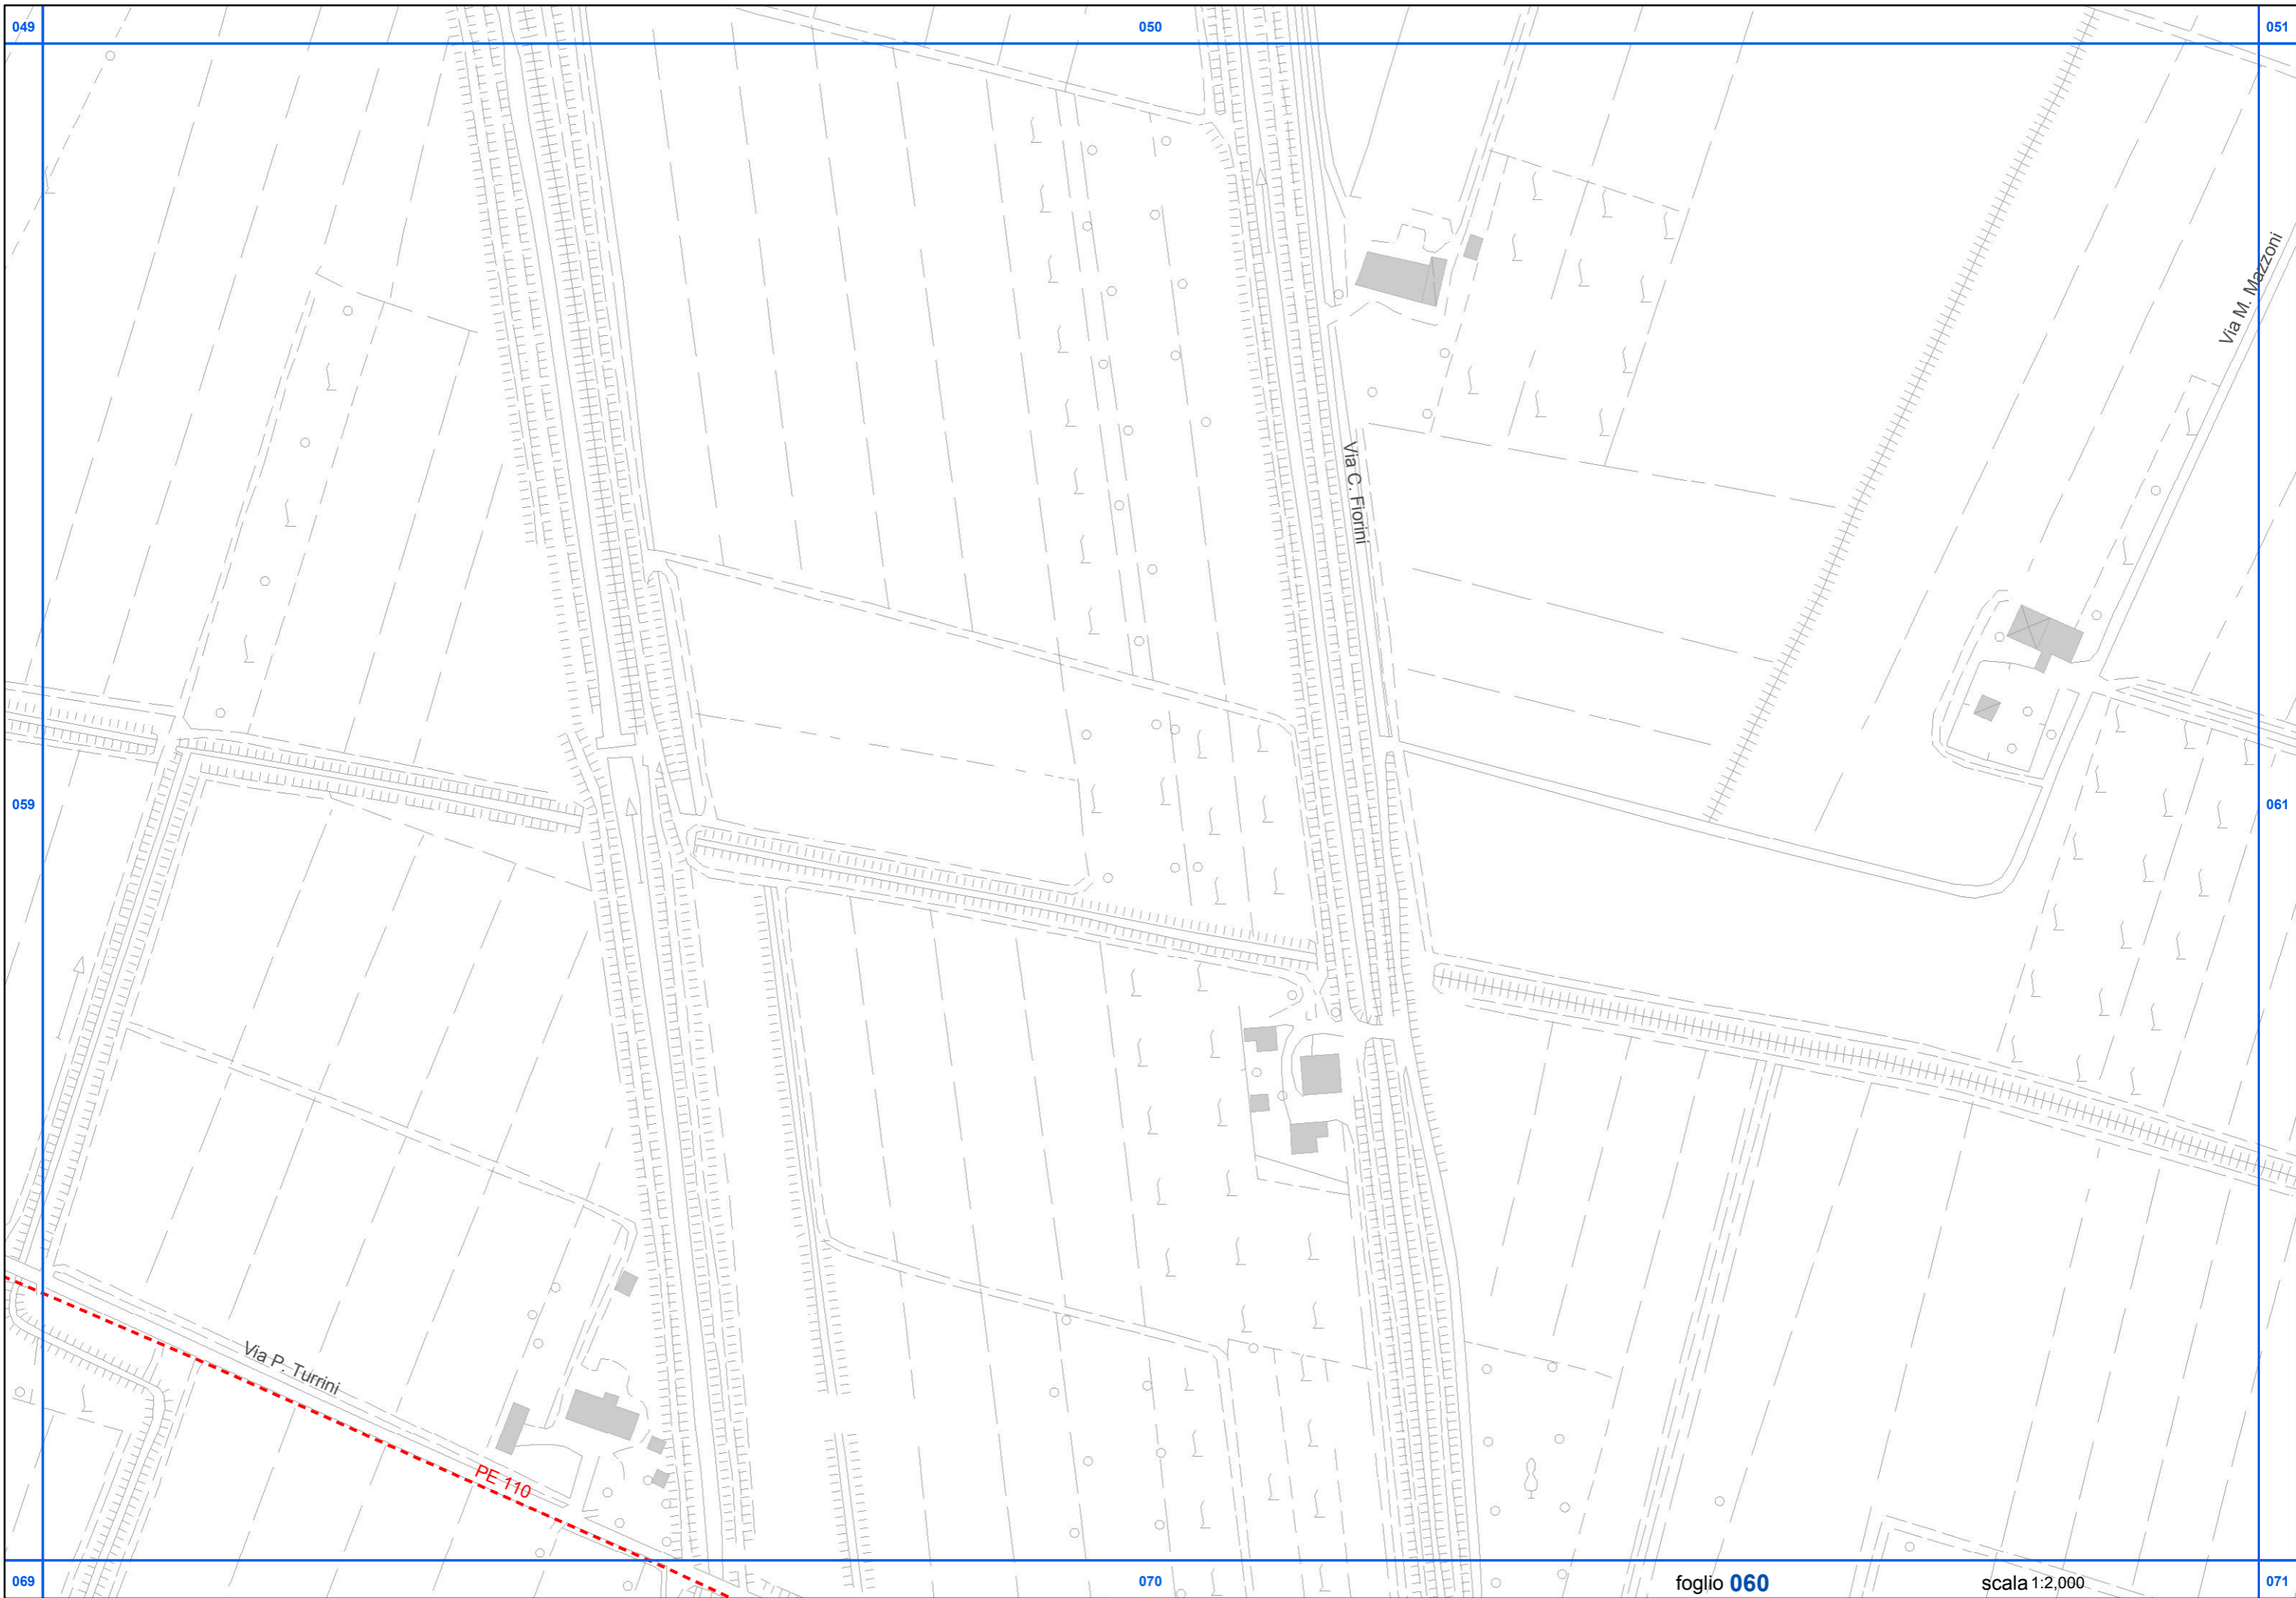 049
050
051
Via M. Mazzoni
Via C. Fiorini
059
061
Via P. Turrini
PE 110
069
070
foglio 060
scala 1:2,000
071